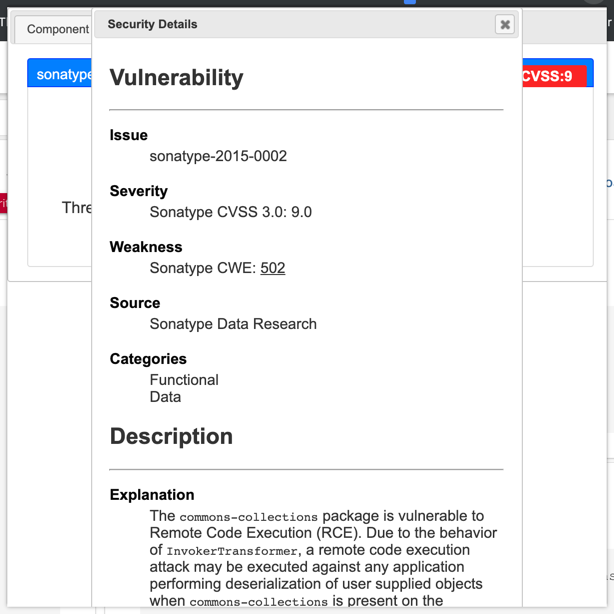 Security Details
Component
sonatype
CVSS:9
Thre
Vulnerability
Issue
sonatype-2015-0002
Severity
Sonatype CVSS 3.0: 9.0
Weakness
Sonatype CWE: 502
Source
Sonatype Data Research
Categories
Functional
Data
Description
Explanation
The commons-collections package is vulnerable to
Remote Code Execution (RCE). Due to the behavior
of InvokerTransformer, a remote code execution
attack may be executed against any application
performing deserialization of user supplied objects
when commons-collections is present on the